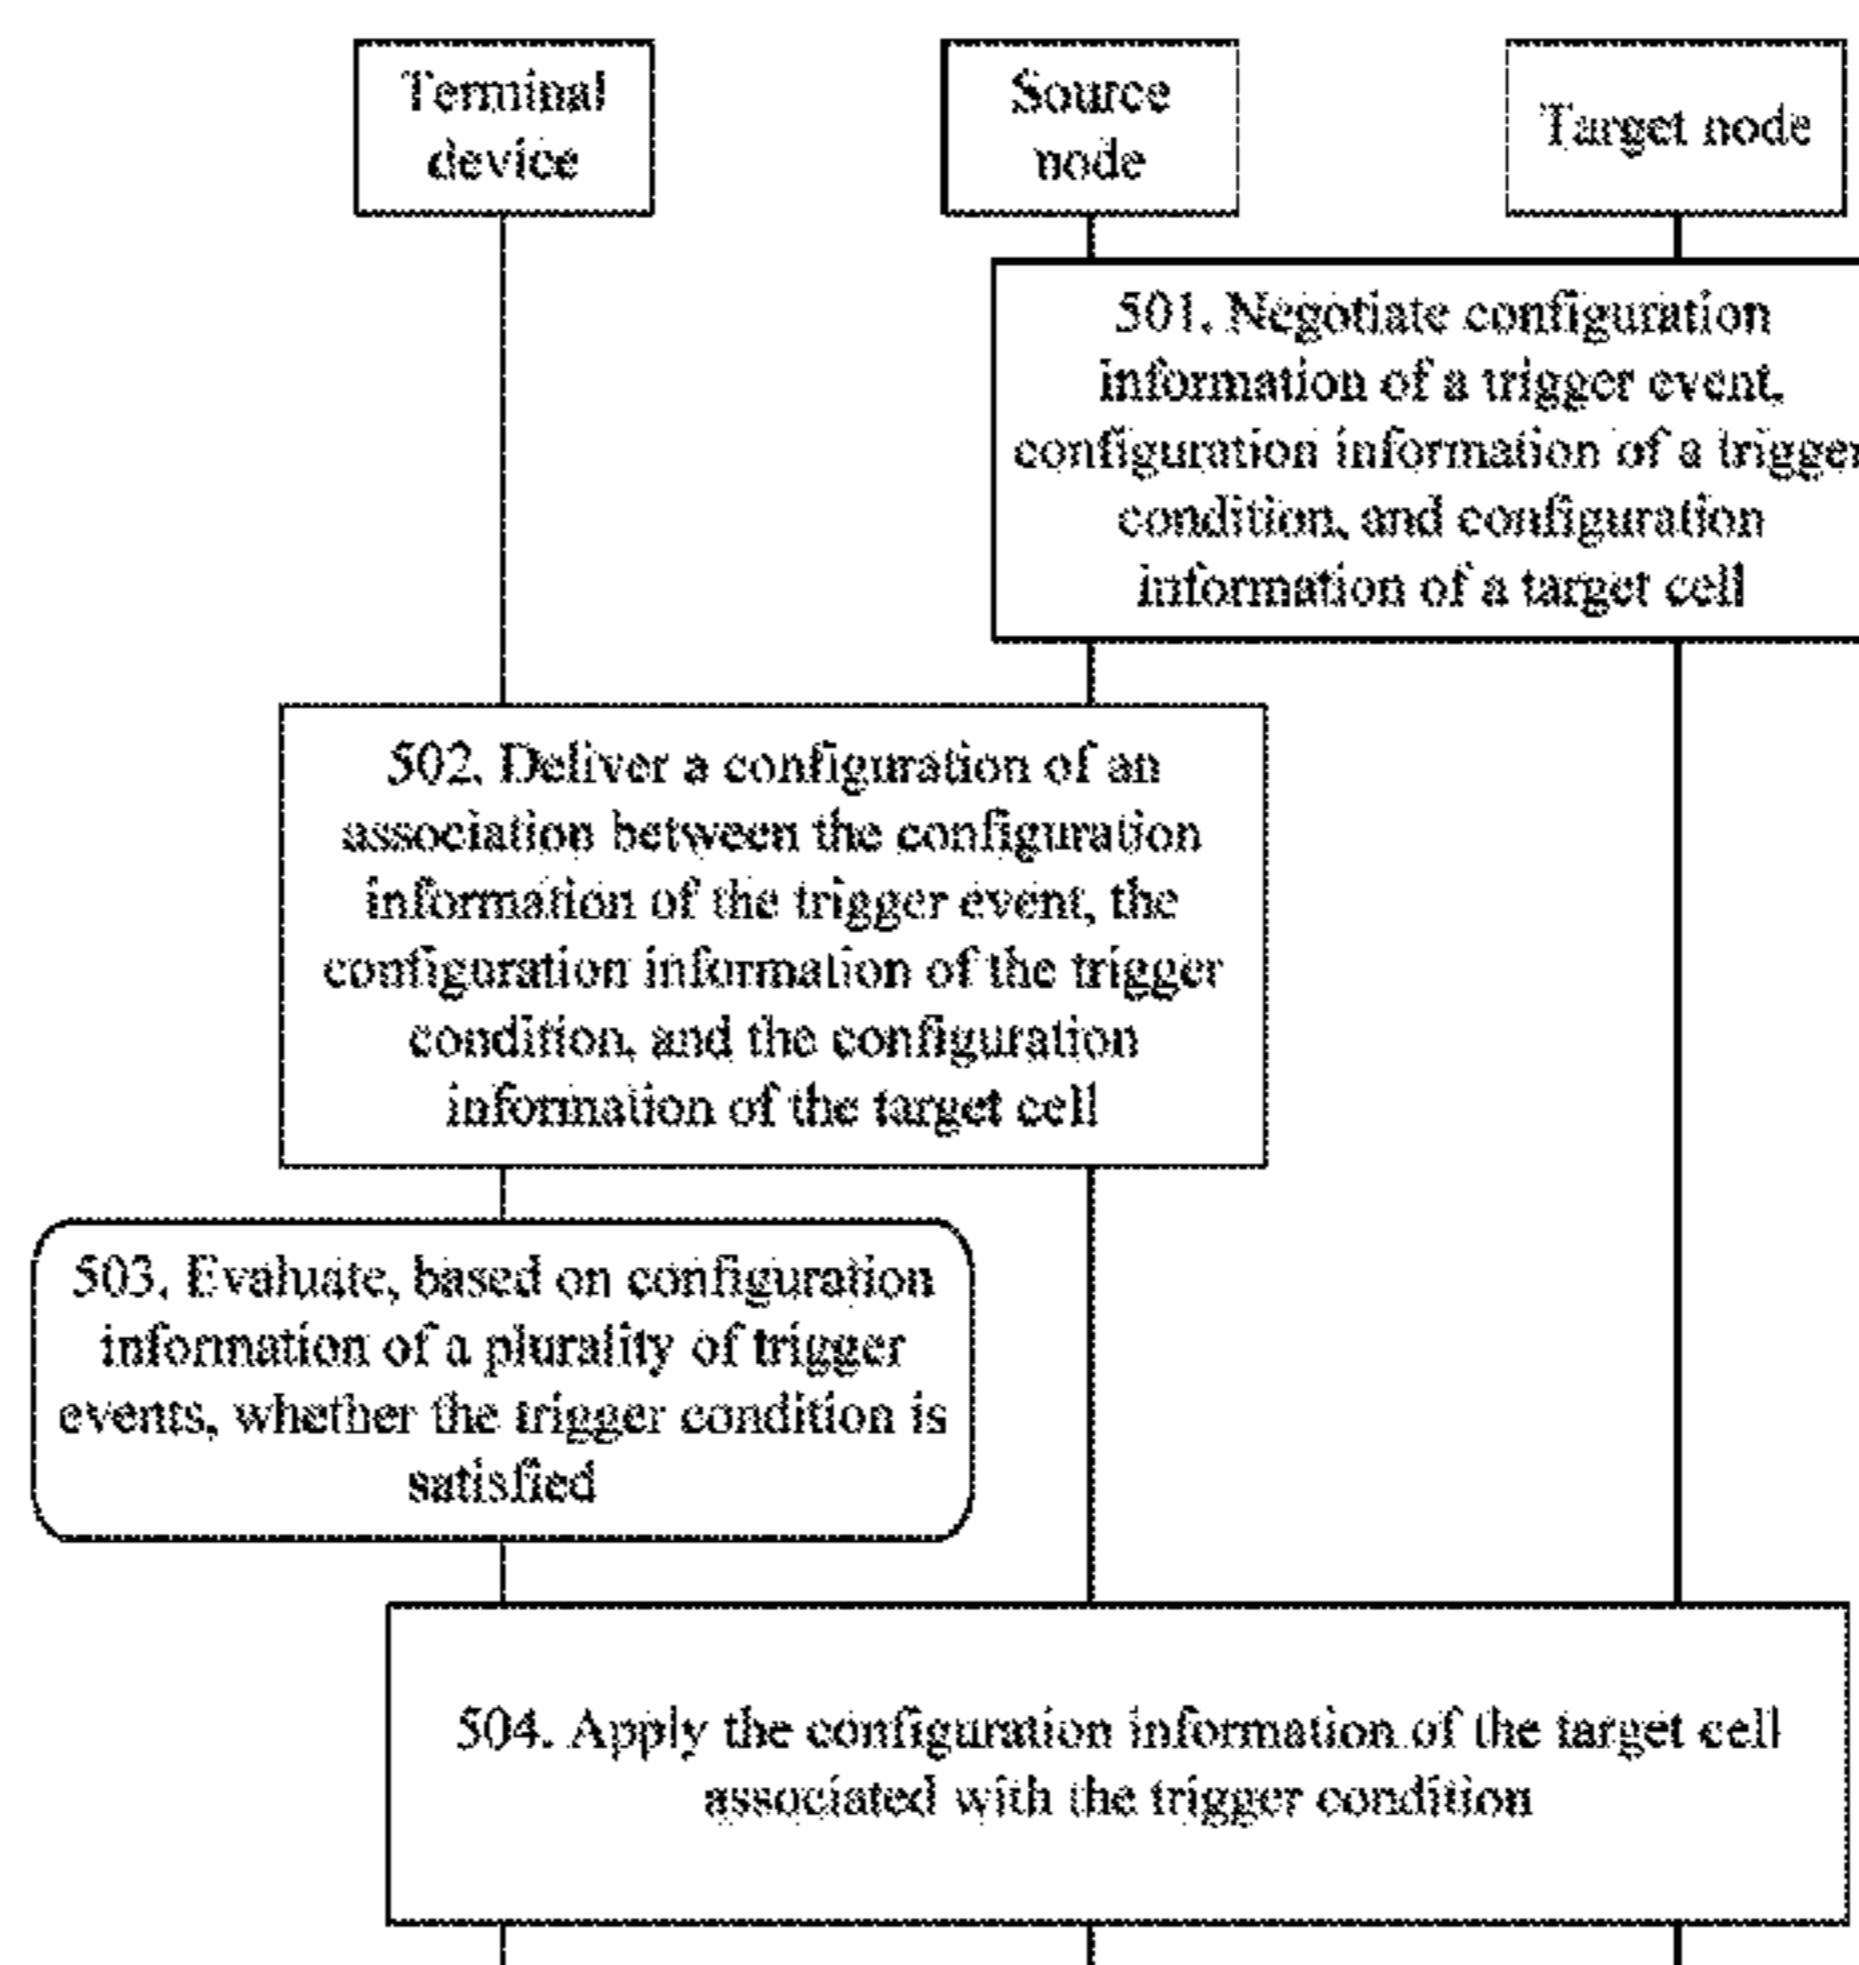 Terminal
device
Source
node
Target node
501. Negotiate configuration
information of a trigger event,
configuration information of a trigger
condition, and configuration
information of a target cell
502. Deliver a configuration of an
association between the configuration
information of the trigger event, the
configuration information of the trigger
condition, and the configuration
information of the target cell
503. Evaluate, based on configuration
information of a plurality of trigger
events, whether the trigger condition is
satisfied
504. Apply the configuration information of the target cell
associated with the trigger condition